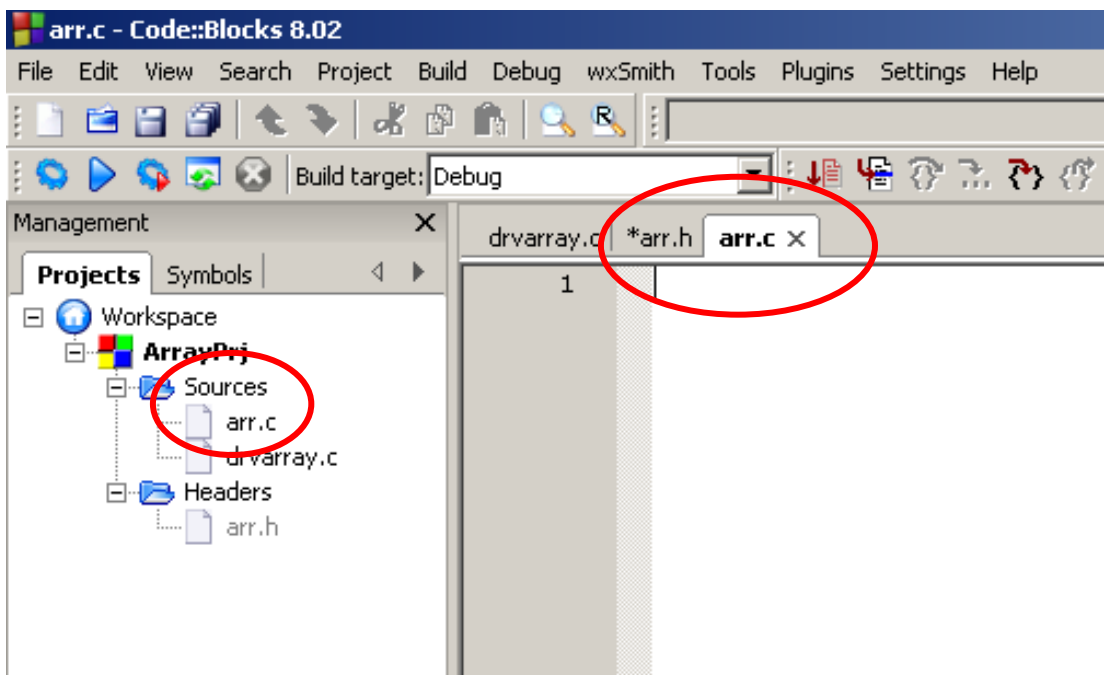 arr.c - Code::Blocks 8.02
File Edit View Search Project Build Debug wxSmith Tools Plugins Settings Help
R
Build target: Debug
Management
drvarray.c *arr.h arr.c
Projects Symbols
1
Workspace
ArrayPrj
Sources
arr.c
drvarray.c
Headers
arr.h